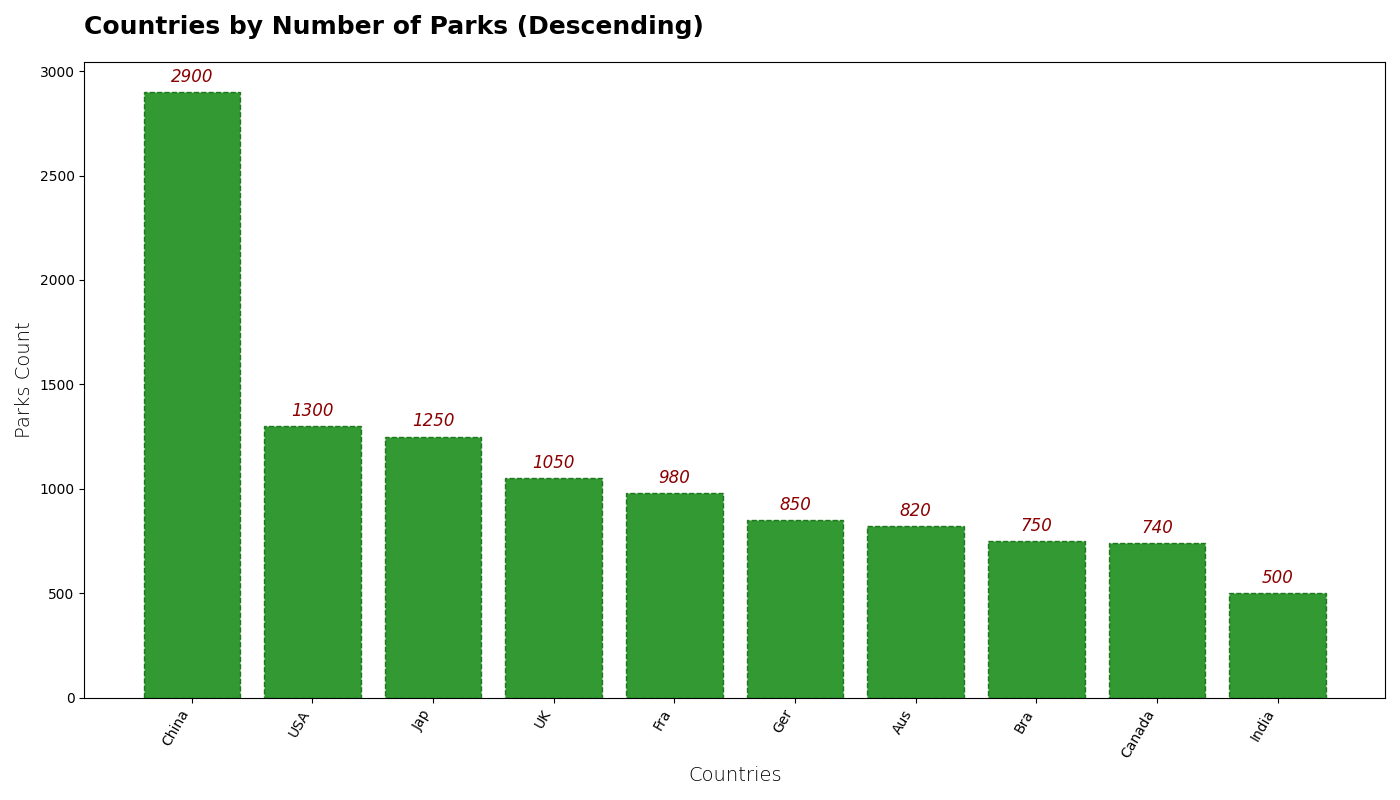 Countries by Number of Parks (Descending)
Parks Count
3000
2500
2000
1500
1000
500
0
2900
1300
1250
1050
980
850
820
750
740
500
China
USA
Jap
UK
Fra
Ger
Aus
Bra
Canada
India
Countries